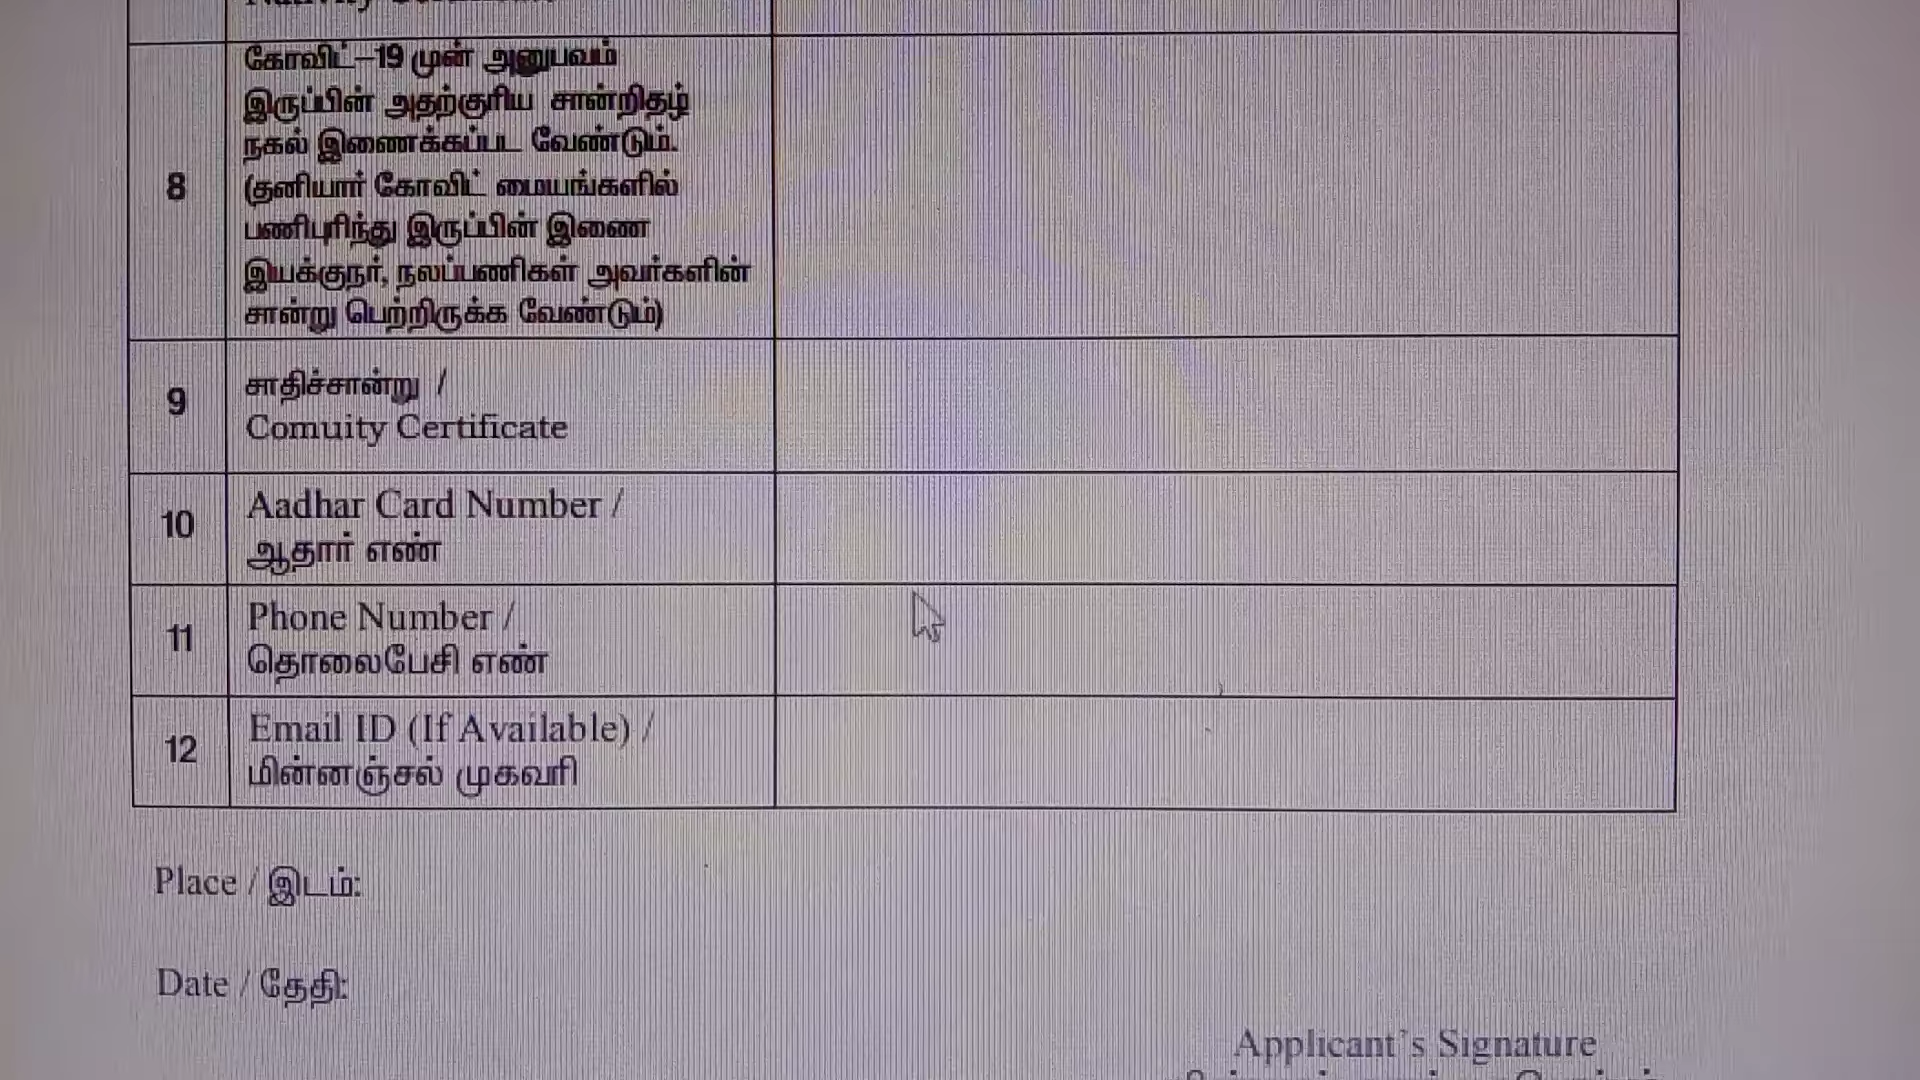 8
கோவிட்–19 முன் அனுபவம்
இருப்பின் அதற்குரிய சான்றிதழ்
நகல் இணைக்கப்பட வேண்டும்.
(தனியார் கோவிட் மையங்களில்
பணிபுரிந்து இருப்பின் இணை
இயக்குநர், நலப்பணிகள் அவர்களின்
சான்று பெற்றிருக்க வேண்டும்)
9
சாதிச்சான்று /
Comuity Certificate
10
Aadhar Card Number /
ஆதார் எண்
11
Phone Number /
தொலைபேசி எண்
12
Email ID (If Available) /
மின்னஞ்சல் முகவரி
Place / இடம்:
Date / தேதி:
Applicant's Signature